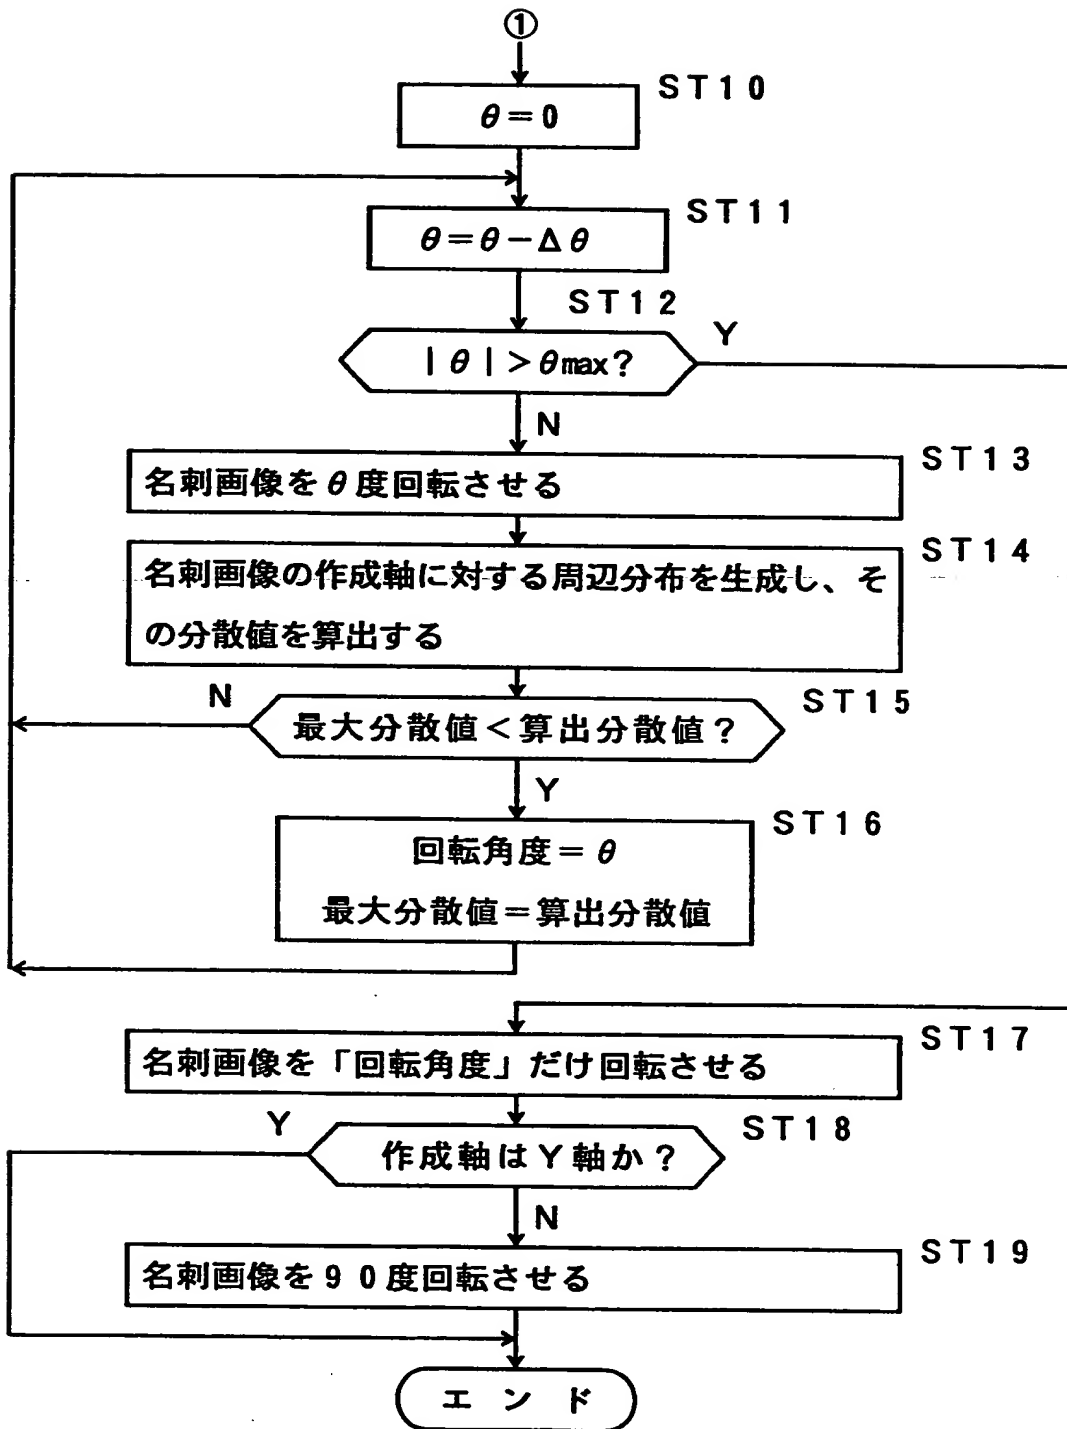 ①
ST10
θ=0
ST11
θ=θ-Δθ
ST12
|θ|>θmax?
Y
N
ST13
名刺画像をθ度回転させる
ST14
名刺画像の作成軸に対する周辺分布を生成し、そ
の分散値を算出する
N
ST15
最大分散値<算出分散値?
Y
ST16
回転角度=θ
最大分散値=算出分散値
ST17
名刺画像を「回転角度」だけ回転させる
Y
ST18
作成軸はY軸か?
N
ST19
名刺画像を90度回転させる
エンド